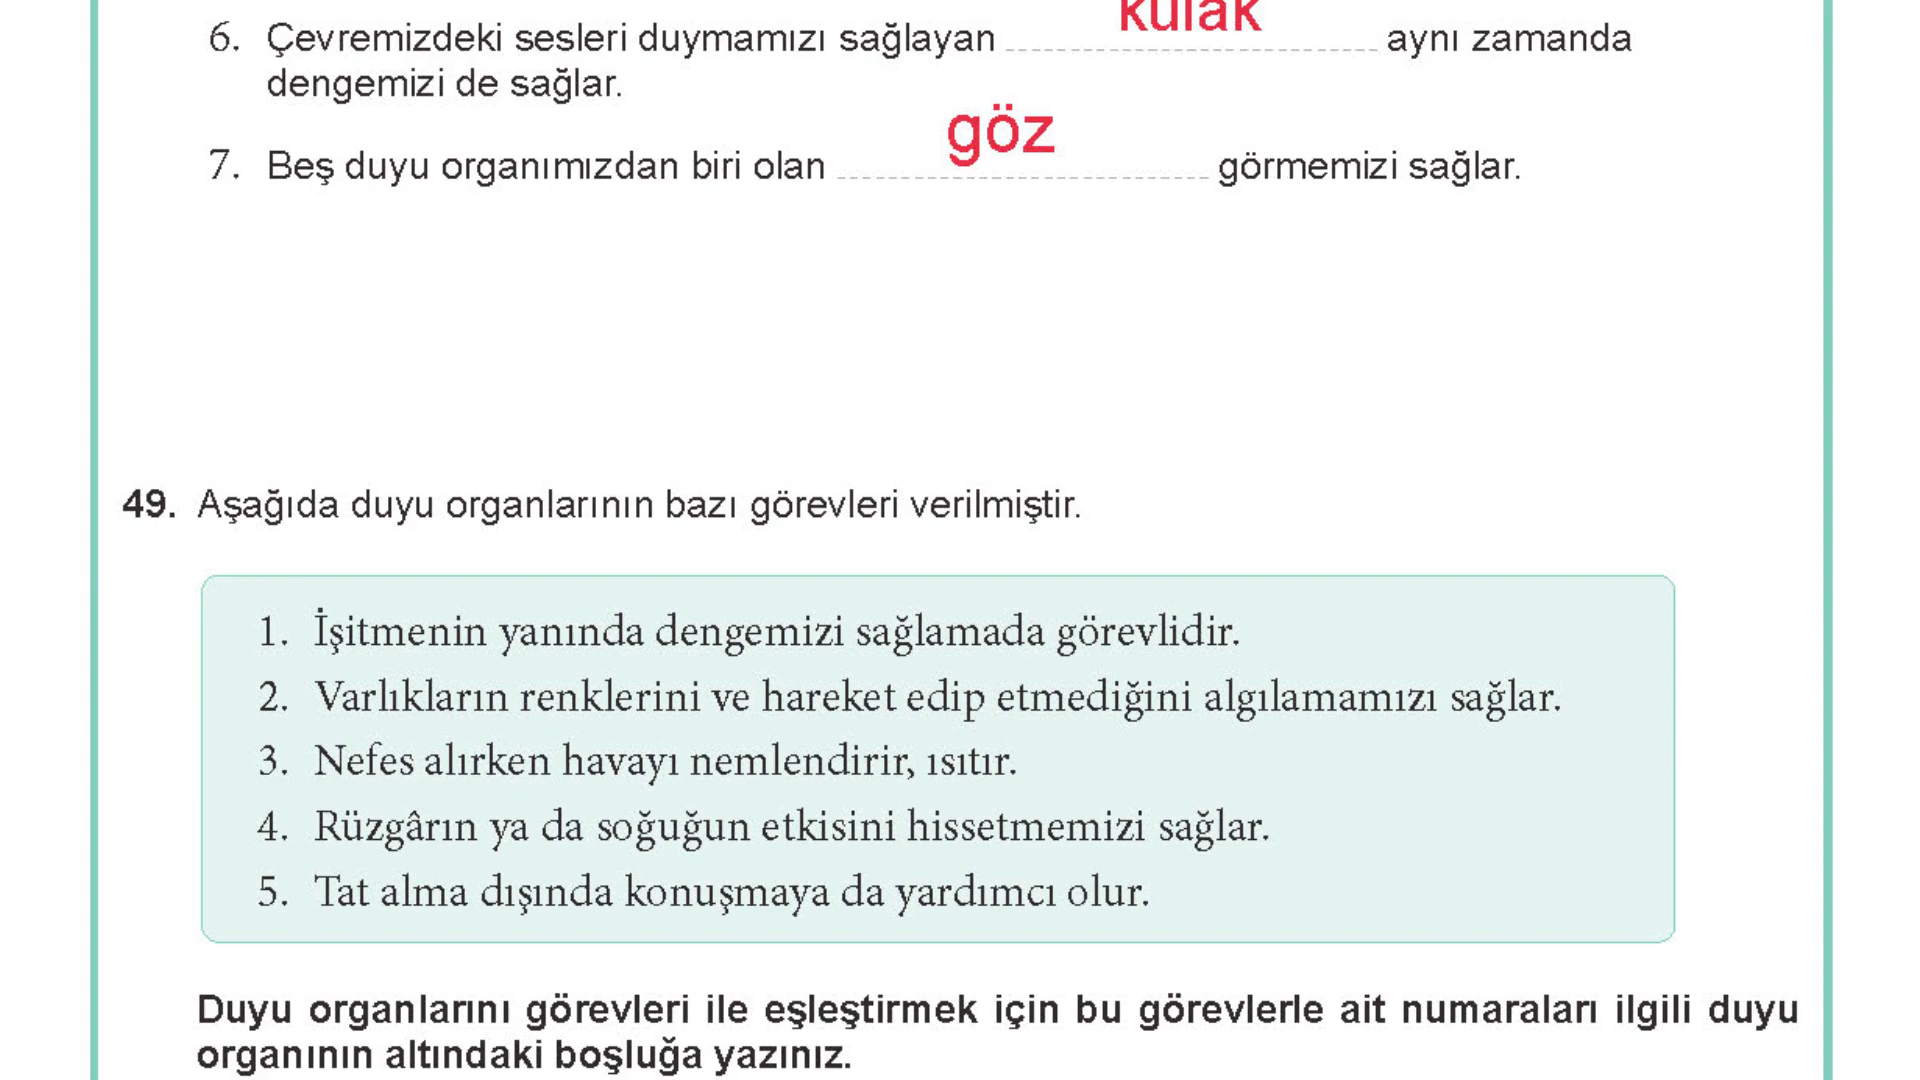 6. Çevremizdeki sesleri duymamızı sağlayan kulak aynı zamanda
dengemizi de sağlar.
7. Beş duyu organımızdan biri olan göz görmemizi sağlar.
49. Aşağıda duyu organlarının bazı görevleri verilmiştir.
1. İşitmenin yanında dengemizi sağlamada görevlidir.
2. Varlıkların renklerini ve hareket edip etmediğini algılamamızı sağlar.
3. Nefes alırken havayı nemlendirir, ısıtır.
4. Rüzgârın ya da soğuğun etkisini hissetmemizi sağlar.
5. Tat alma dışında konuşmaya da yardımcı olur.
Duyu organlarını görevleri ile eşleştirmek için bu görevlerle ait numaraları ilgili duyu
organının altındaki boşluğa yazınız.